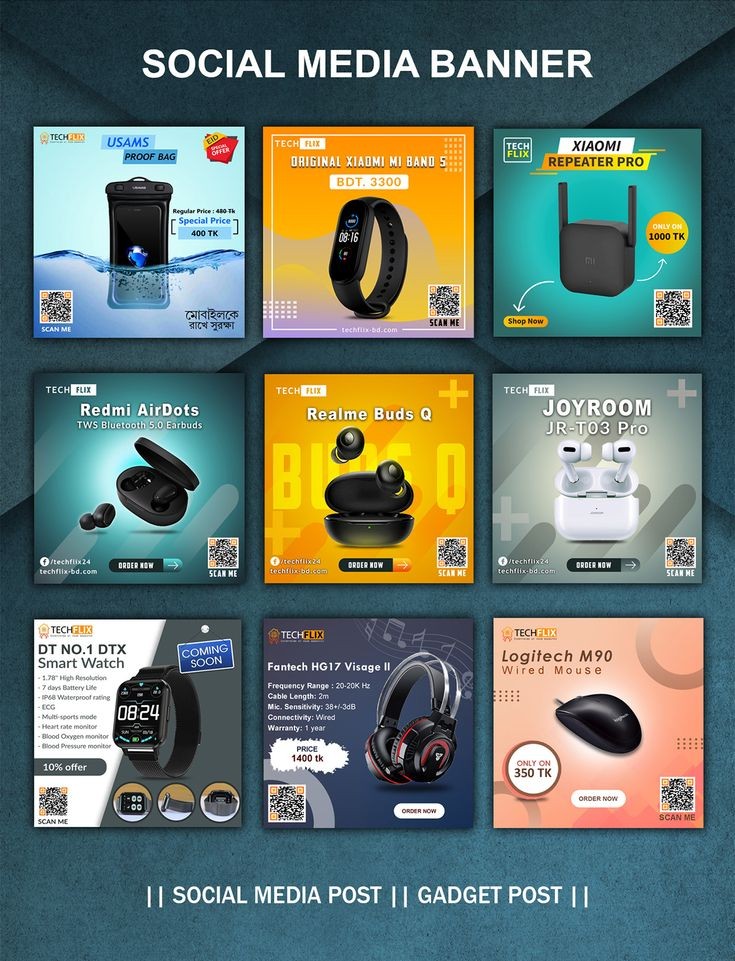 SOCIAL MEDIA BANNER
TECHFLIX
USAMS
PROOF BAG
EID
SPECIAL
OFFER
USAMS
Regular Price : 480 Tk
Special Price
400 TK
SCAN ME
মোবাইলকে
রাখে সুরক্ষা
TECH FLIX
ORIGINAL XIAOMI MI BAND 5
BDT. 3300
08:16
SCAN ME
techflix-bd.com
TECH
FLIX
XIAOMI
REPEATER PRO
ONLY ON
1000 TK
mi
Shop Now
TECH FLIX
Redmi AirDots
TWS Bluetooth 5.0 Earbuds
/techflix24
techflix-bd.com
ORDER NOW
SCAN ME
TECH FLIX
Realme Buds Q
BUDS Q
/techflix24
techflix-bd.com
ORDER NOW
SCAN ME
TECH FLIX
JOYROOM
JR-T03 Pro
JOYROOM
/techflix24
techflix-bd.com
ORDER NOW
SCAN ME
TECHFLIX
DT NO.1 DTX
Smart Watch
COMING
SOON
- 1.78" High Resolution
- 7 days Battery Life
- IP68 Waterproof rating
- ECG
- Multi-sports mode
- Heart rate monitor
- Blood Oxygen monitor
- Blood Pressure monitor
08:24
10% offer
SCAN ME
TECHFLIX
Fantech HG17 Visage II
Frequency Range : 20-20K Hz
Cable Length: 2m
Mic. Sensitivity: 38+/-3dB
Connectivity: Wired
Warranty: 1 year
PRICE
1400 tk
ORDER NOW
TECHFLIX
Logitech M90
Wired Mouse
logitech
ONLY ON
350 TK
ORDER NOW
SCAN ME
|| SOCIAL MEDIA POST || GADGET POST ||